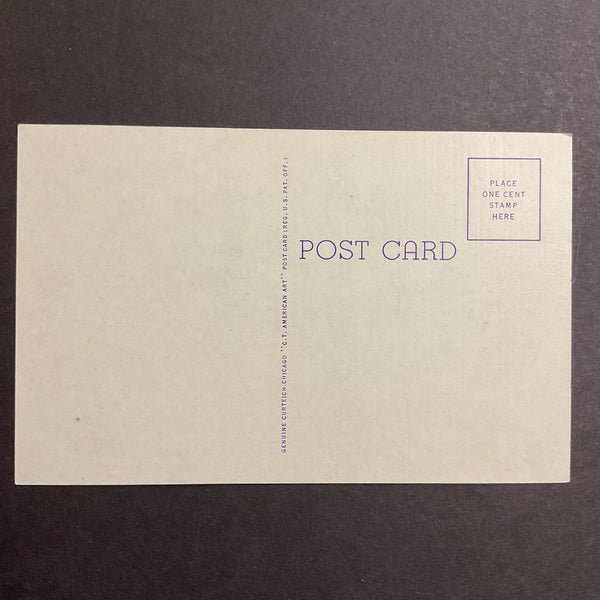 GENUINE CURTEICH-CHICAGO "C.T. AMERICAN ART" POST CARD (REG. U.S. PAT. OFF.)
POST CARD
PLACE
ONE CENT
STAMP
HERE